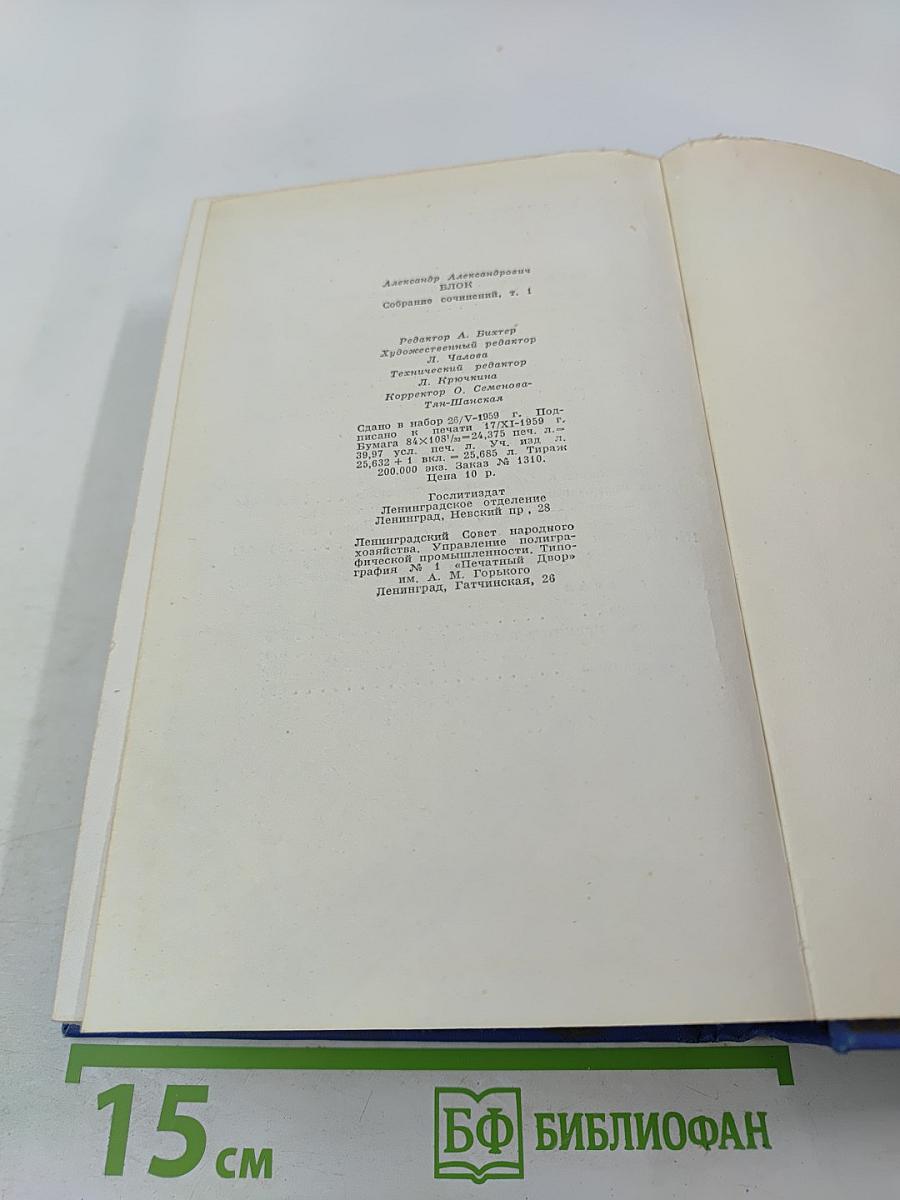 Александр Александрович
БЛОК
Собрание сочинений, т. 1
Редактор А. Бихтер
Художественный редактор
Л. Чалова
Технический редактор
Л. Крючкина
Корректор О. Семенова-
Тян-Шанская
Сдано в набор 26/V-1959 г. Под-
писано к печати 17/XI-1959 г.
Бумага 84×108¹/₃₂=24,375 печ. л.=
39,97 усл. печ. л. Уч. изд л.
25,632 + 1 вкл. = 25,685 л. Тираж
200.000 экз. Заказ № 1310.
Цена 10 р.
Гослитиздат
Ленинградское отделение
Ленинград, Невский пр, 28
Ленинградский Совет народного
хозяйства. Управление полигра-
фической промышленности. Типо-
графия № 1 «Печатный Двор»
им. А. М. Горького
Ленинград, Гатчинская, 26
15 см
БФ БИБЛИОФАН